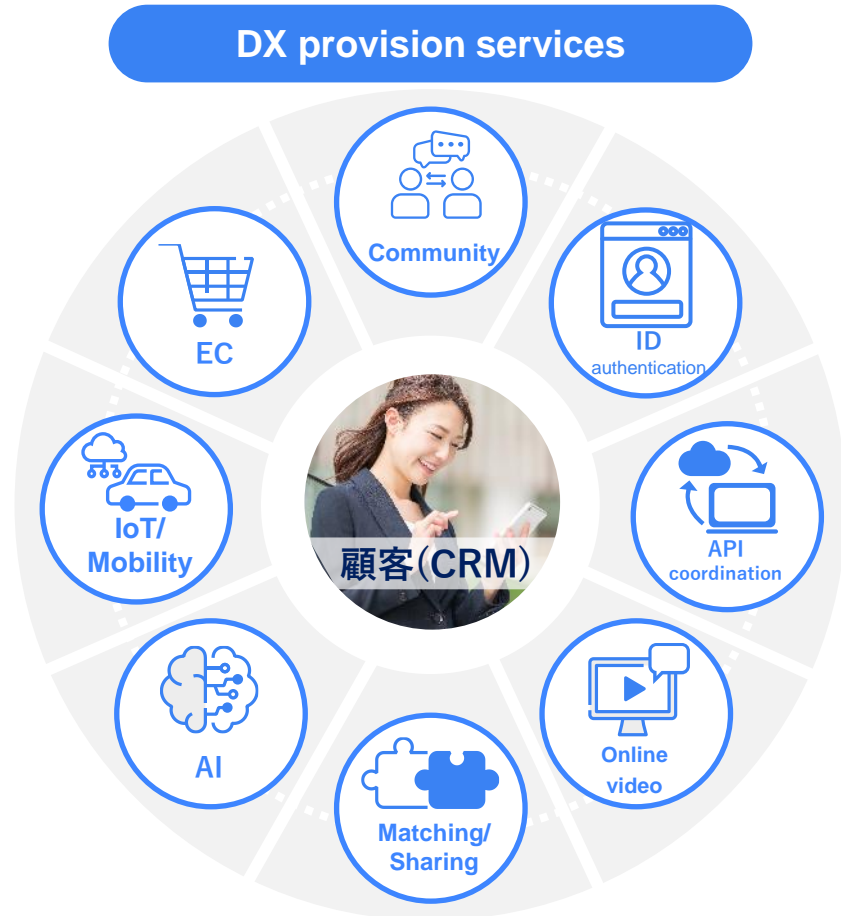 DX provision services
Community
ID
authentication
EC
API
coordination
IoT/
Mobility
顧客(CRM)
Online
video
AI
Matching/
Sharing